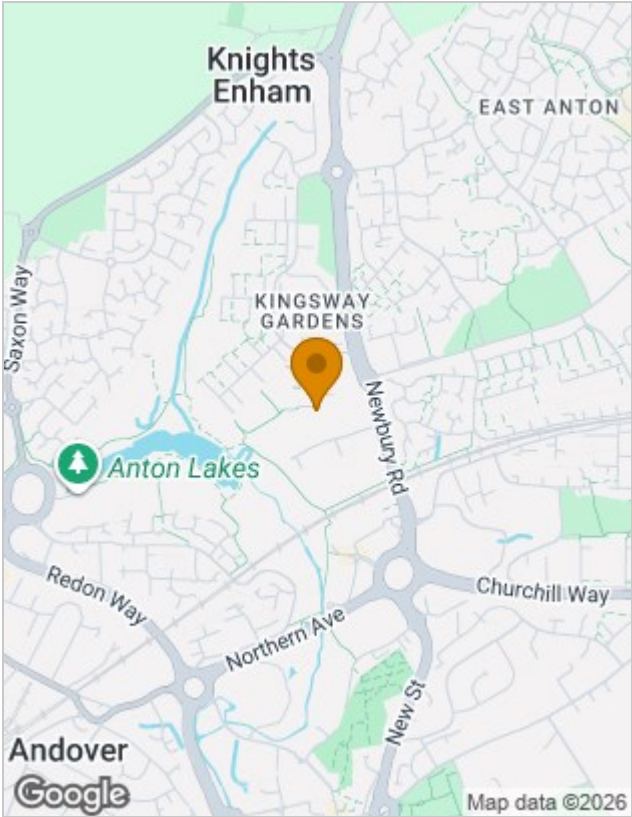 Knights
Enham
EAST ANTON
Saxon Way
KINGSWAY
GARDENS
Newbury Rd
Anton Lakes
Redon Way
Churchill Way
Northern Ave
New St
Andover
Google
Map data ©2026